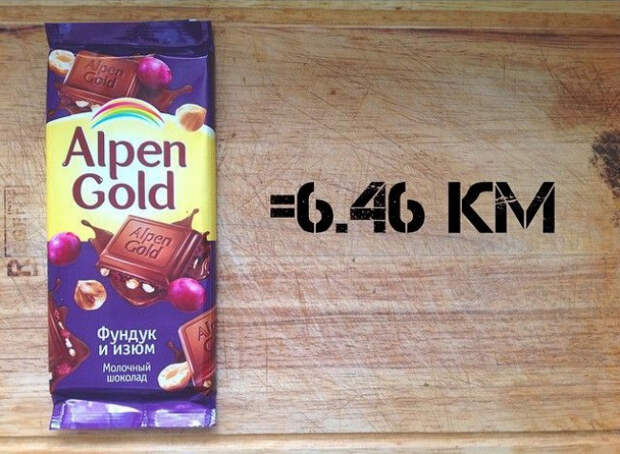 Alpen
Gold
Alpen
Gold
=6.46 KM
Alpen
Gold
Фундук
и изюм
Молочный
шоколад